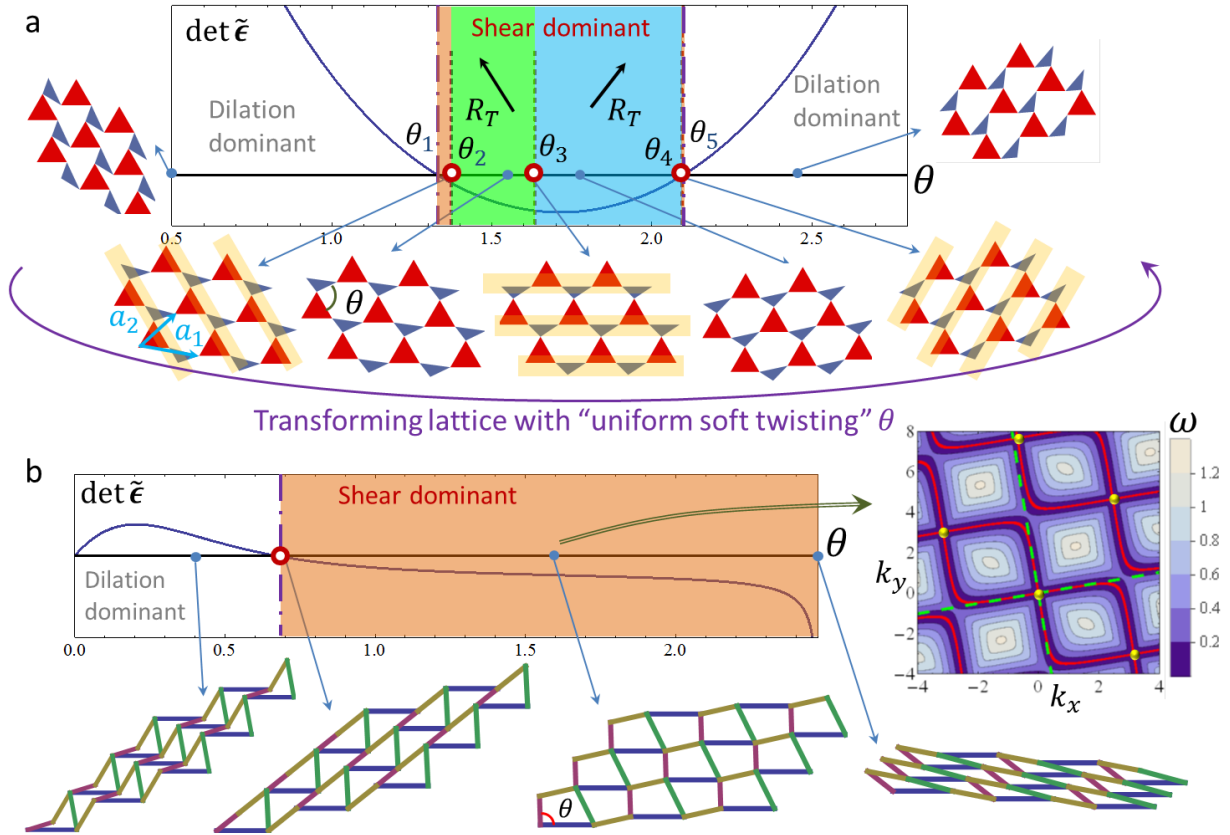 a
det ε̃
Shear dominant
Dilation
dominant
R_T
R_T
Dilation
dominant
θ₁
θ₂
θ₃
θ₄
θ₅
θ
0.5
1.0
1.5
2.0
2.5
a₂
a₁
θ
Transforming lattice with “uniform soft twisting” θ
b
det ε̃
Shear dominant
θ
Dilation
dominant
0.0
0.5
1.0
1.5
2.0
θ
ω
8
6
4
2
0
−2
−4
k_y
−4
−2
0
2
4
k_x
1.2
1
0.8
0.6
0.4
0.2